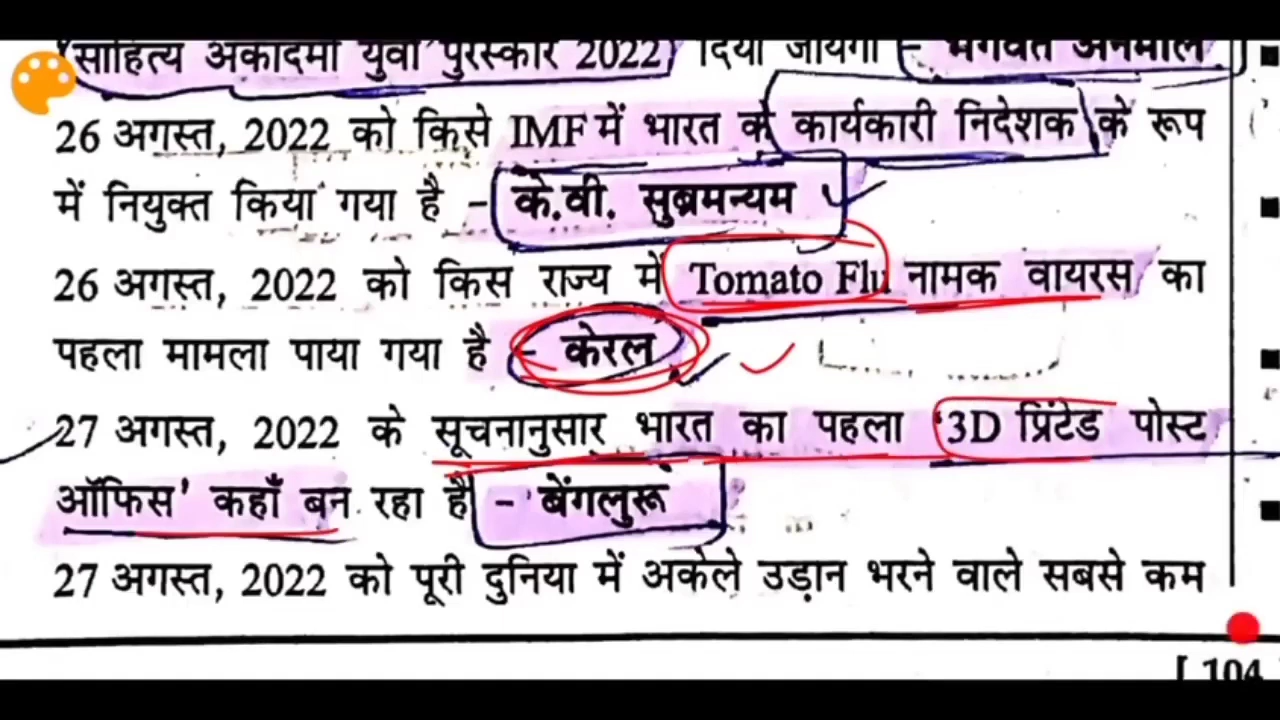 'साहित्य अकादमी युवा पुरस्कार 2022' दिया जायेगा - भगवंत अनमोल
26 अगस्त, 2022 को किसे IMF में भारत के कार्यकारी निदेशक के रूप
में नियुक्त किया गया है - के.वी. सुब्रमन्यम
26 अगस्त, 2022 को किस राज्य में Tomato Flu नामक वायरस का
पहला मामला पाया गया है - केरल
27 अगस्त, 2022 के सूचनानुसार भारत का पहला '3D प्रिंटेड पोस्ट
ऑफिस' कहाँ बन रहा है - बेंगलुरू
27 अगस्त, 2022 को पूरी दुनिया में अकेले उड़ान भरने वाले सबसे कम
[ 104